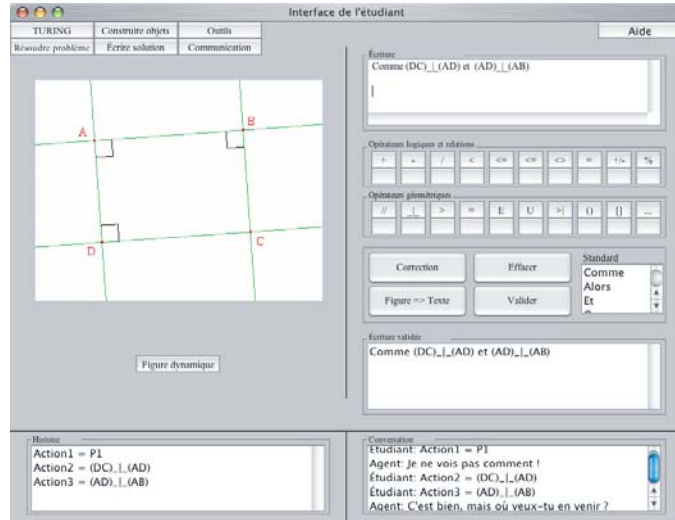 Interface de l'étudiant
TURING Construire objets Outils Aide
Résoudre problème Écrire solution Communication
Écriture
Comme (DC)_|_(AD) et (AD)_|_(AB)
A
B
C
D
Opérateurs logiques et relations
+ - / < <= <= <> = +/- %
Opérateurs géométriques
// _|_ > = E U >| () [] ...
Correction Effacer
Figure => Texte Valider
Standard
Comme
Alors
Et
Figure dynamique
Écriture validée
Comme (DC)_|_(AD) et (AD)_|_(AB)
Histoire
Action1 = P1
Action2 = (DC)_|_(AD)
Action3 = (AD)_|_(AB)
Conversation
Étudiant: Action1 = P1
Agent: Je ne vois pas comment !
Étudiant: Action2 = (DC)_|_(AD)
Étudiant: Action3 = (AD)_|_(AB)
Agent: C'est bien, mais où veux-tu en venir ?